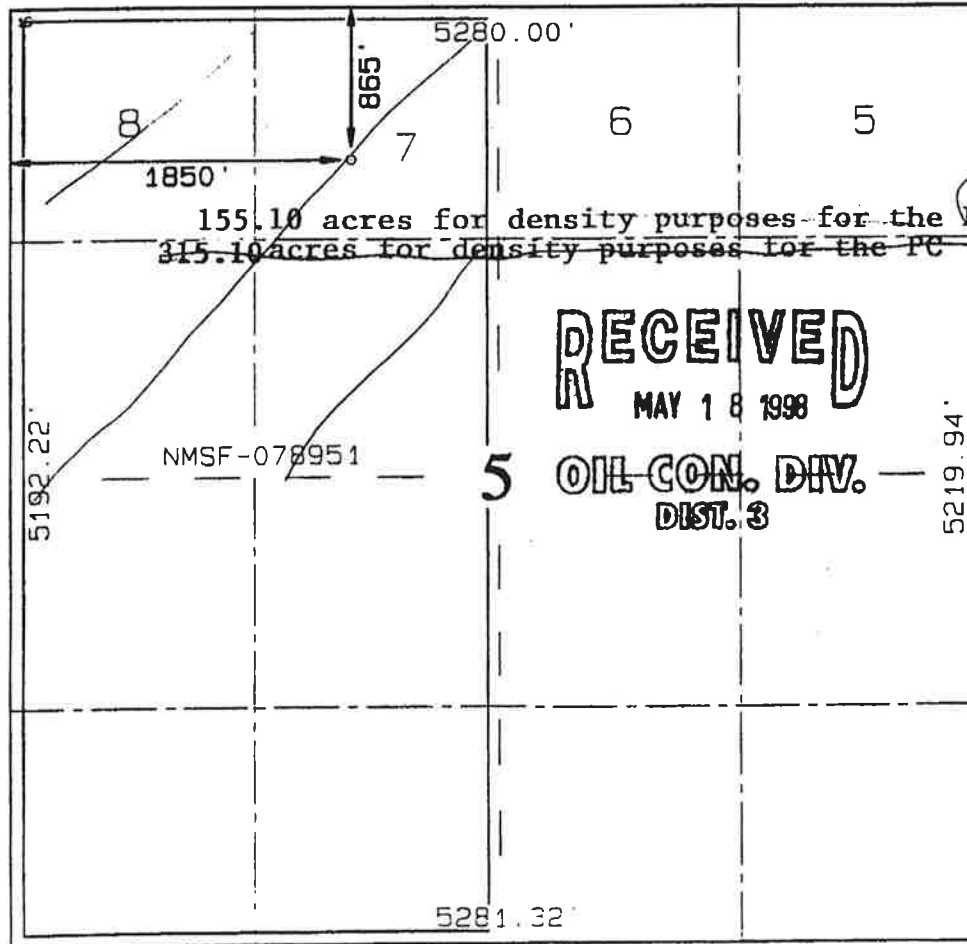 5280.00'
865'
8
7
6
5
1850'
155.10 acres for density purposes for the
315.10 acres for density purposes for the PC
RECEIVED
MAY 18 1998
5192.22'
NMSF-078951
5
OIL CON. DIV.
DIST. 3
5219.94'
5281.32'